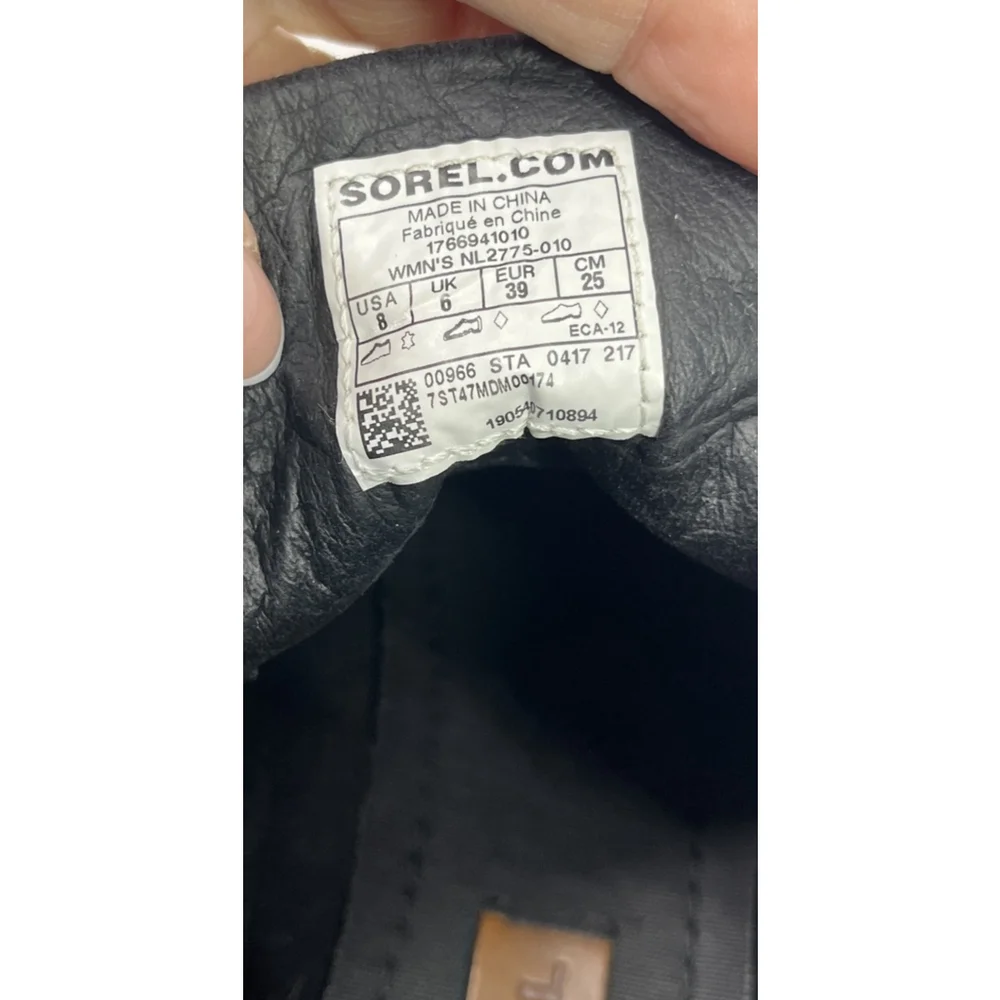 SOREL.COM
MADE IN CHINA
Fabriqué en Chine
1766941010
WMN'S NL2775-010
USA UK EUR CM
8 6 39 25
ECA-12
00966 STA 0417 217
7ST47MDM00174
190540710894